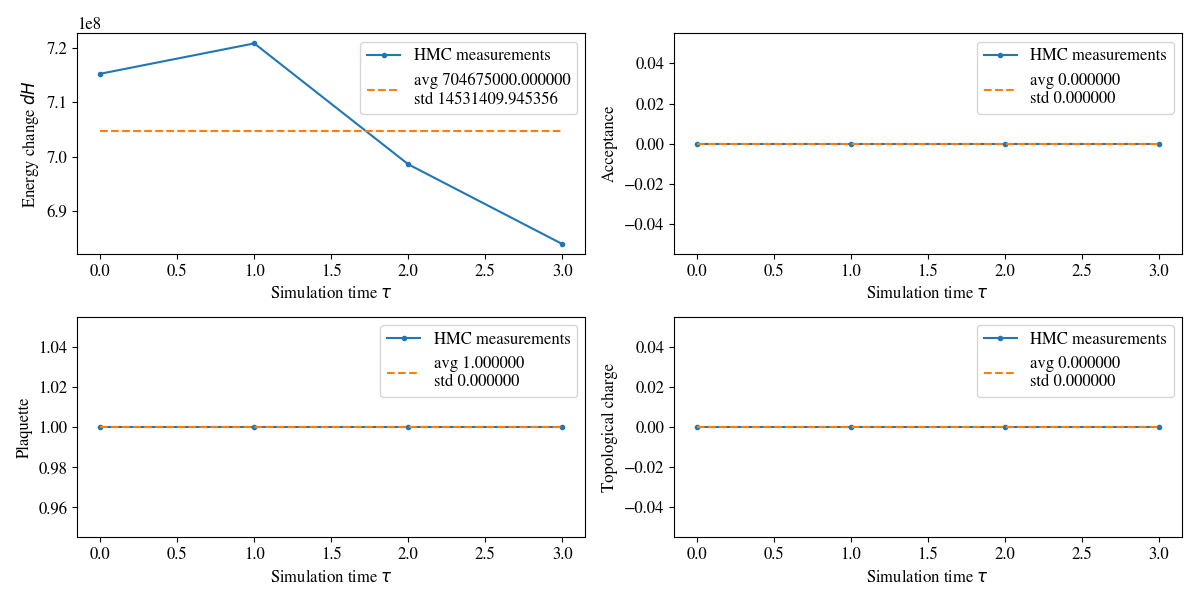 1e8
7.2
7.1
7.0
6.9
Energy change dH
HMC measurements
avg 704675000.000000
std 14531409.945356
0.0 0.5 1.0 1.5 2.0 2.5 3.0
Simulation time τ
0.04
0.02
0.00
−0.02
−0.04
Acceptance
HMC measurements
avg 0.000000
std 0.000000
0.0 0.5 1.0 1.5 2.0 2.5 3.0
Simulation time τ
1.04
1.02
1.00
0.98
0.96
Plaquette
HMC measurements
avg 1.000000
std 0.000000
0.0 0.5 1.0 1.5 2.0 2.5 3.0
Simulation time τ
0.04
0.02
0.00
−0.02
−0.04
Topological charge
HMC measurements
avg 0.000000
std 0.000000
0.0 0.5 1.0 1.5 2.0 2.5 3.0
Simulation time τ